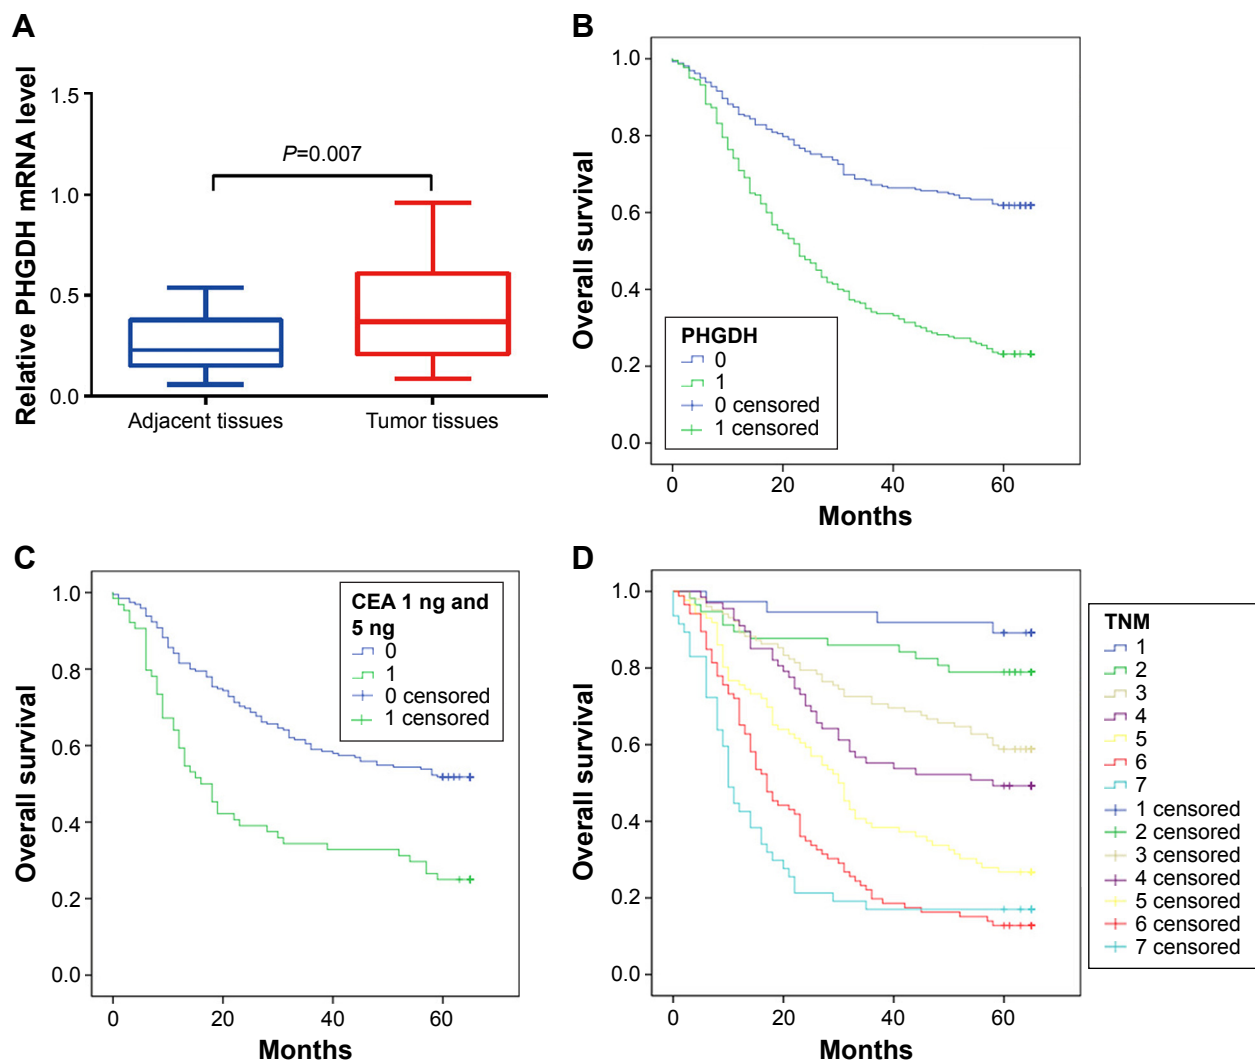 A
Relative PHGDH mRNA level
1.5
1.0
0.5
0.0
P=0.007
Adjacent tissues
Tumor tissues
B
Overall survival
1.0
0.8
0.6
0.4
0.2
0.0
PHGDH
0
1
0 censored
1 censored
0
20
40
60
Months
C
Overall survival
1.0
0.8
0.6
0.4
0.2
0.0
CEA 1 ng and
5 ng
0
1
0 censored
1 censored
0
20
40
60
Months
D
Overall survival
1.0
0.8
0.6
0.4
0.2
0.0
0
20
40
60
Months
TNM
1
2
3
4
5
6
7
1 censored
2 censored
3 censored
4 censored
5 censored
6 censored
7 censored